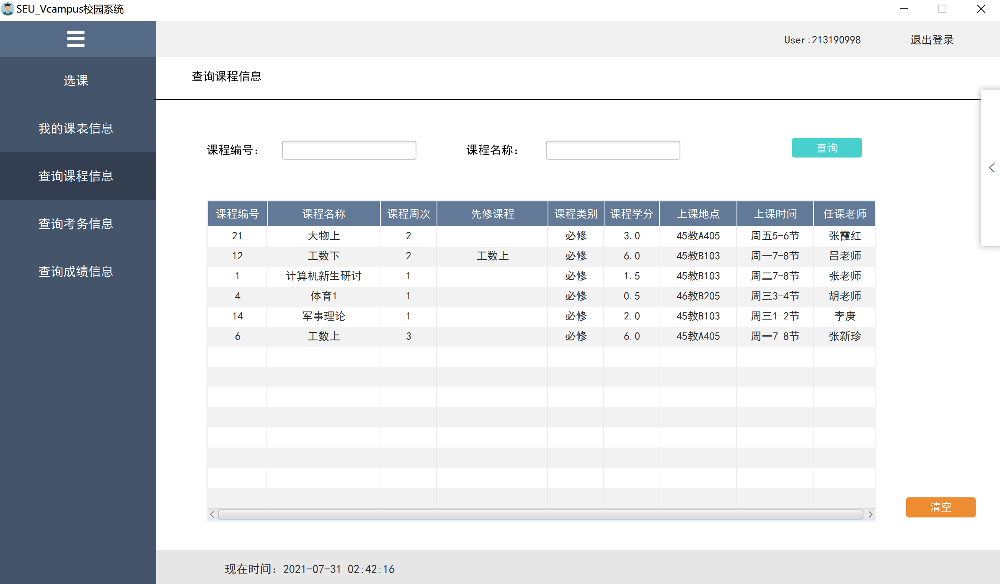 SEU_Vcampus校园系统
User:213190998 退出登录
选课
我的课表信息
查询课程信息
查询考务信息
查询成绩信息
查询课程信息
课程编号： 课程名称： 查询
课程编号 课程名称 课程周次 先修课程 课程类别 课程学分 上课地点 上课时间 任课老师
21 大物上 2 必修 3.0 45教A405 周五5-6节 张霞红
12 工数下 2 工数上 必修 6.0 45教B103 周一7-8节 吕老师
1 计算机新生研讨 1 必修 1.5 45教B103 周二7-8节 张老师
4 体育1 1 必修 0.5 46教B205 周三3-4节 胡老师
14 军事理论 1 必修 2.0 45教B103 周三1-2节 李庚
6 工数上 3 必修 6.0 45教A405 周一7-8节 张新珍
清空
现在时间：2021-07-31 02:42:16